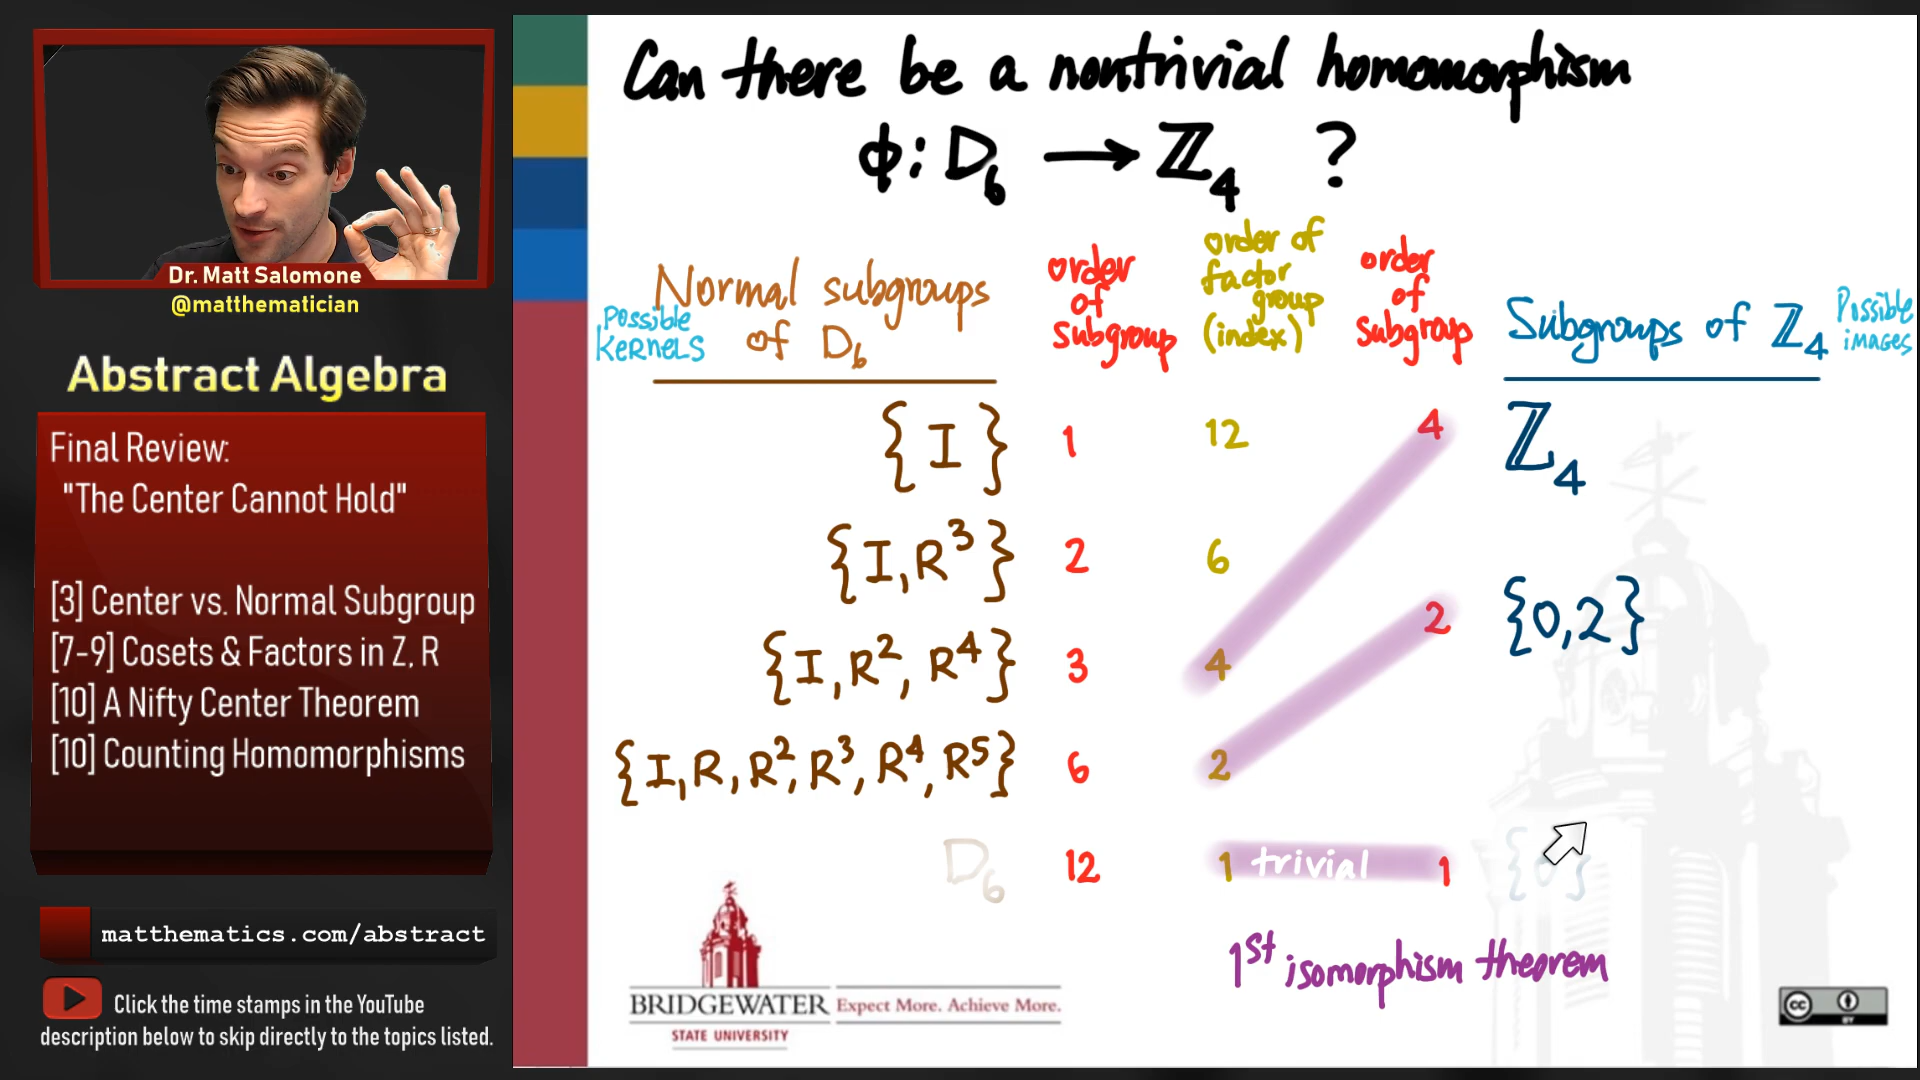 Dr. Matt Salomone
@matthematician
Abstract Algebra
Final Review:
"The Center Cannot Hold"
[3] Center vs. Normal Subgroup
[7-9] Cosets & Factors in Z, R
[10] A Nifty Center Theorem
[10] Counting Homomorphisms
matthematics.com/abstract
Click the time stamps in the YouTube
description below to skip directly to the topics listed.
Can there be a nontrivial homomorphism
ϕ: D₆ ⟶ ℤ₄ ?
Normal subgroups
of D₆
Possible
KERNELS
order
of
subgroup
order of
factor
group
(index)
order
of
subgroup
Subgroups of ℤ₄
Possible
images
{I} 1 12 4 ℤ₄
{I, R³} 2 6 2 {0,2}
{I, R², R⁴} 3 4
{I, R, R², R³, R⁴, R⁵} 6 2
D₆ 12 1 trivial 1 {0}
1st isomorphism theorem
BRIDGEWATER
STATE UNIVERSITY
Expect More. Achieve More.
cc
BY